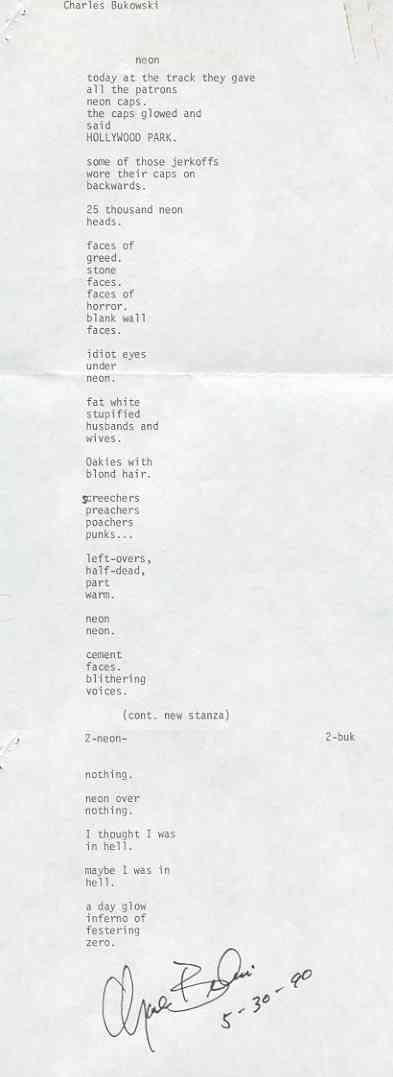 Charles Bukowski
neon
today at the track they gave
all the patrons
neon caps.
the caps glowed and
said
HOLLYWOOD PARK.
some of those jerkoffs
wore their caps on
backwards.
25 thousand neon
heads.
faces of
greed.
stone
faces.
faces of
horror.
blank wall
faces.
idiot eyes
under
neon.
fat white
stupified
husbands and
wives.
Oakies with
blond hair.
screechers
preachers
poachers
punks...
left-overs,
half-dead,
part
warm.
neon
neon.
cement
faces.
blithering
voices.
(cont. new stanza)
2-neon- 2-buk
nothing.
neon over
nothing.
I thought I was
in hell.
maybe I was in
hell.
a day glow
inferno of
festering
zero.
Charles Bukowski
5-30-90